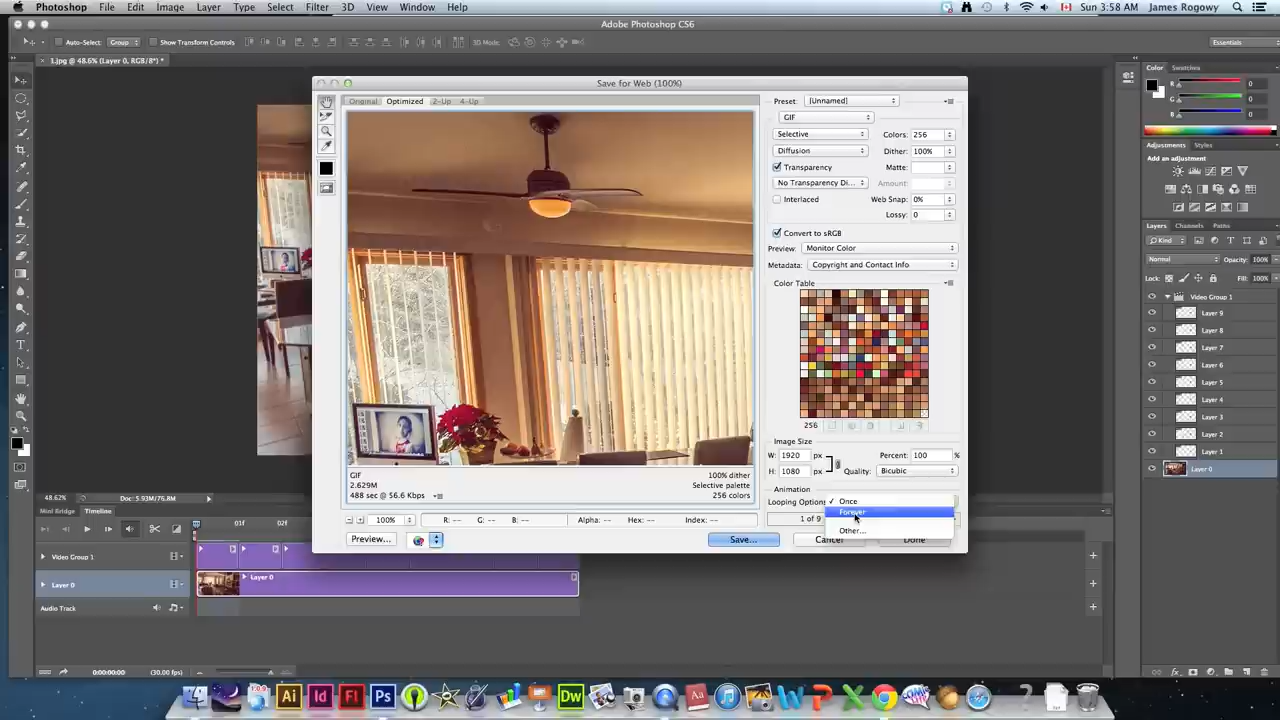 Photoshop File Edit Image Layer Type Select Filter 3D View Window Help Sun 3:58 AM James Rogowy
Adobe Photoshop CS6
Auto-Select: Group Show Transform Controls 3D Mode: Essentials
1.jpg @ 48.6% (Layer 0, RGB/8*) *
Save for Web (100%)
Original Optimized 2-Up 4-Up
Preset: [Unnamed]
GIF
Selective Colors: 256
Diffusion Dither: 100%
Transparency Matte:
No Transparency Di... Amount:
Interlaced Web Snap: 0%
Lossy: 0
Convert to sRGB
Preview: Monitor Color
Metadata: Copyright and Contact Info
Color Table
256
Image Size
W: 1920 px Percent: 100 %
H: 1080 px Quality: Bicubic
Animation
Looping Options: ✓ Once
Forever
Other...
1 of 9
GIF 100% dither
2.629M Selective palette
488 sec @ 56.6 Kbps 256 colors
100% R: -- G: -- B: -- Alpha: -- Hex: -- Index: --
Preview... Save... Cancel Done
Color Swatches
R 0
G 0
B 0
Adjustments Styles
Add an adjustment
Layers Channels Paths
Kind
Normal Opacity: 100%
Lock: Fill: 100%
Video Group 1
Layer 9
Layer 8
Layer 7
Layer 6
Layer 5
Layer 4
Layer 3
Layer 2
Layer 1
Layer 0
48.62% Doc: 5.93M/76.8M
Mini Bridge Timeline
01f 02f
Video Group 1
Layer 0 Layer 0
Audio Track
0:00:00:00 (30.00 fps)
Ai Id Fl Ps Dw